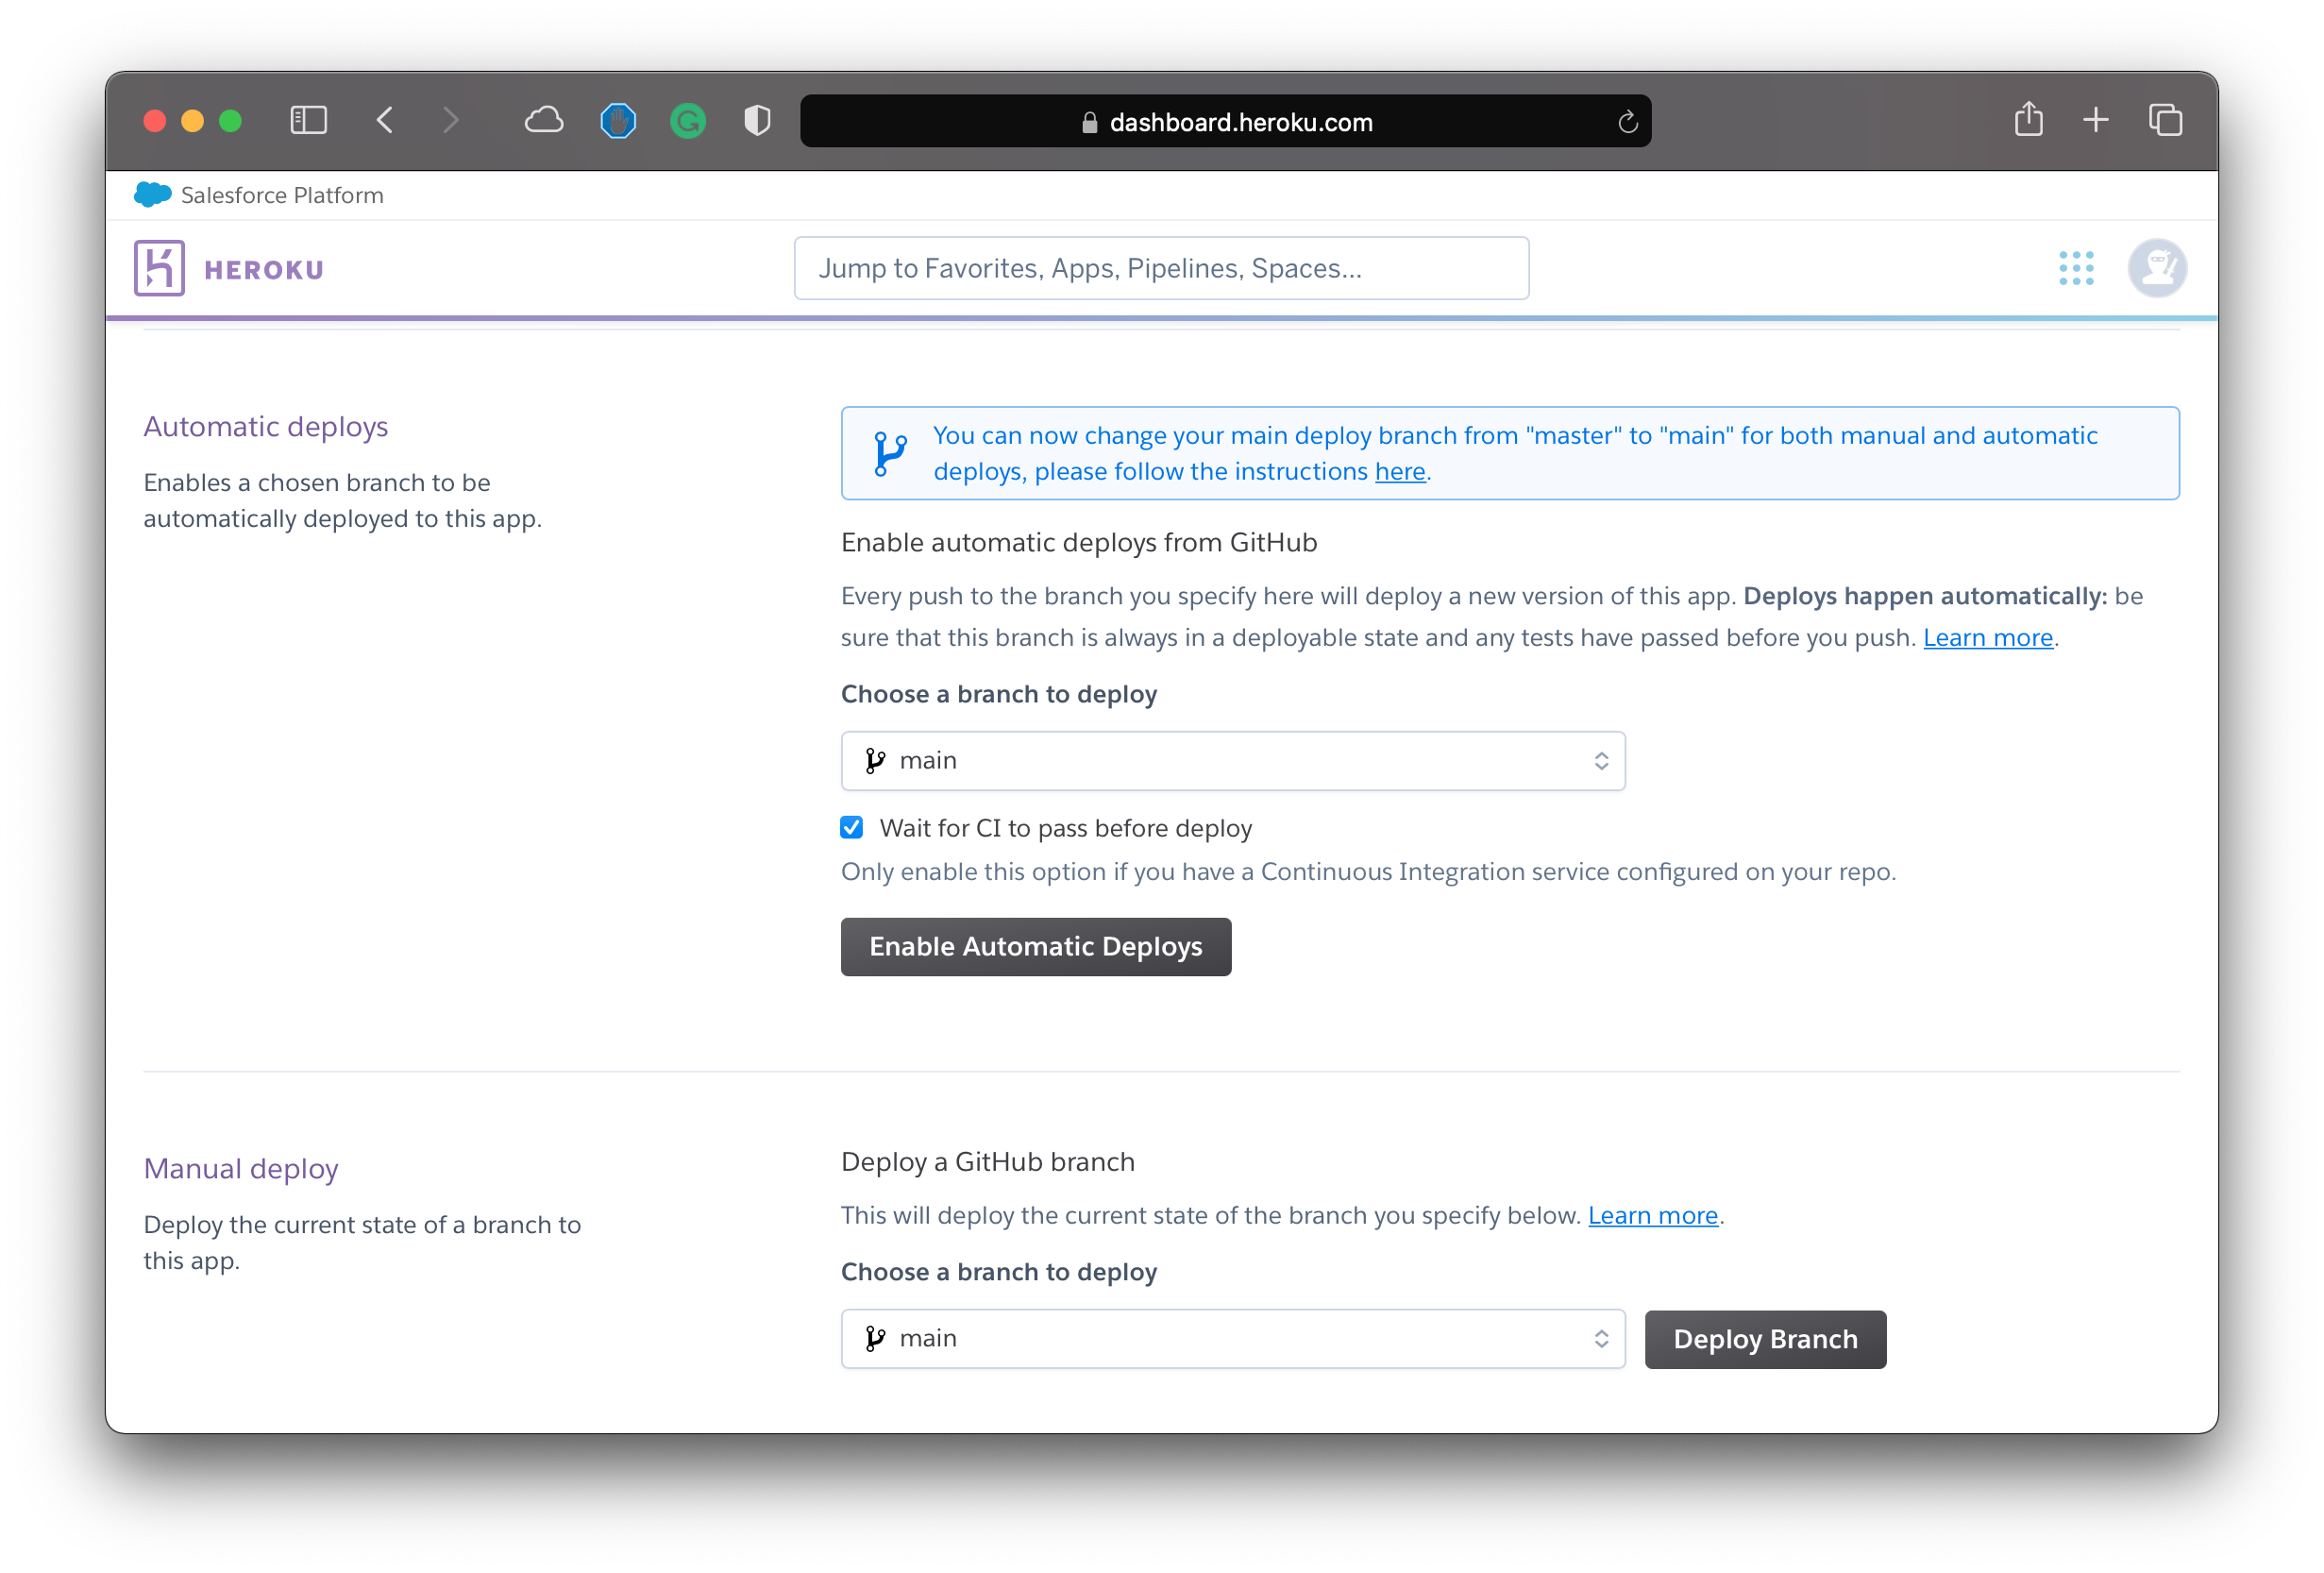 dashboard.heroku.com
Salesforce Platform
HEROKU
Jump to Favorites, Apps, Pipelines, Spaces...
Automatic deploys
Enables a chosen branch to be
automatically deployed to this app.
You can now change your main deploy branch from "master" to "main" for both manual and automatic
deploys, please follow the instructions here.
Enable automatic deploys from GitHub
Every push to the branch you specify here will deploy a new version of this app. Deploys happen automatically: be
sure that this branch is always in a deployable state and any tests have passed before you push. Learn more.
Choose a branch to deploy
main
Wait for CI to pass before deploy
Only enable this option if you have a Continuous Integration service configured on your repo.
Enable Automatic Deploys
Manual deploy
Deploy the current state of a branch to
this app.
Deploy a GitHub branch
This will deploy the current state of the branch you specify below. Learn more.
Choose a branch to deploy
main
Deploy Branch